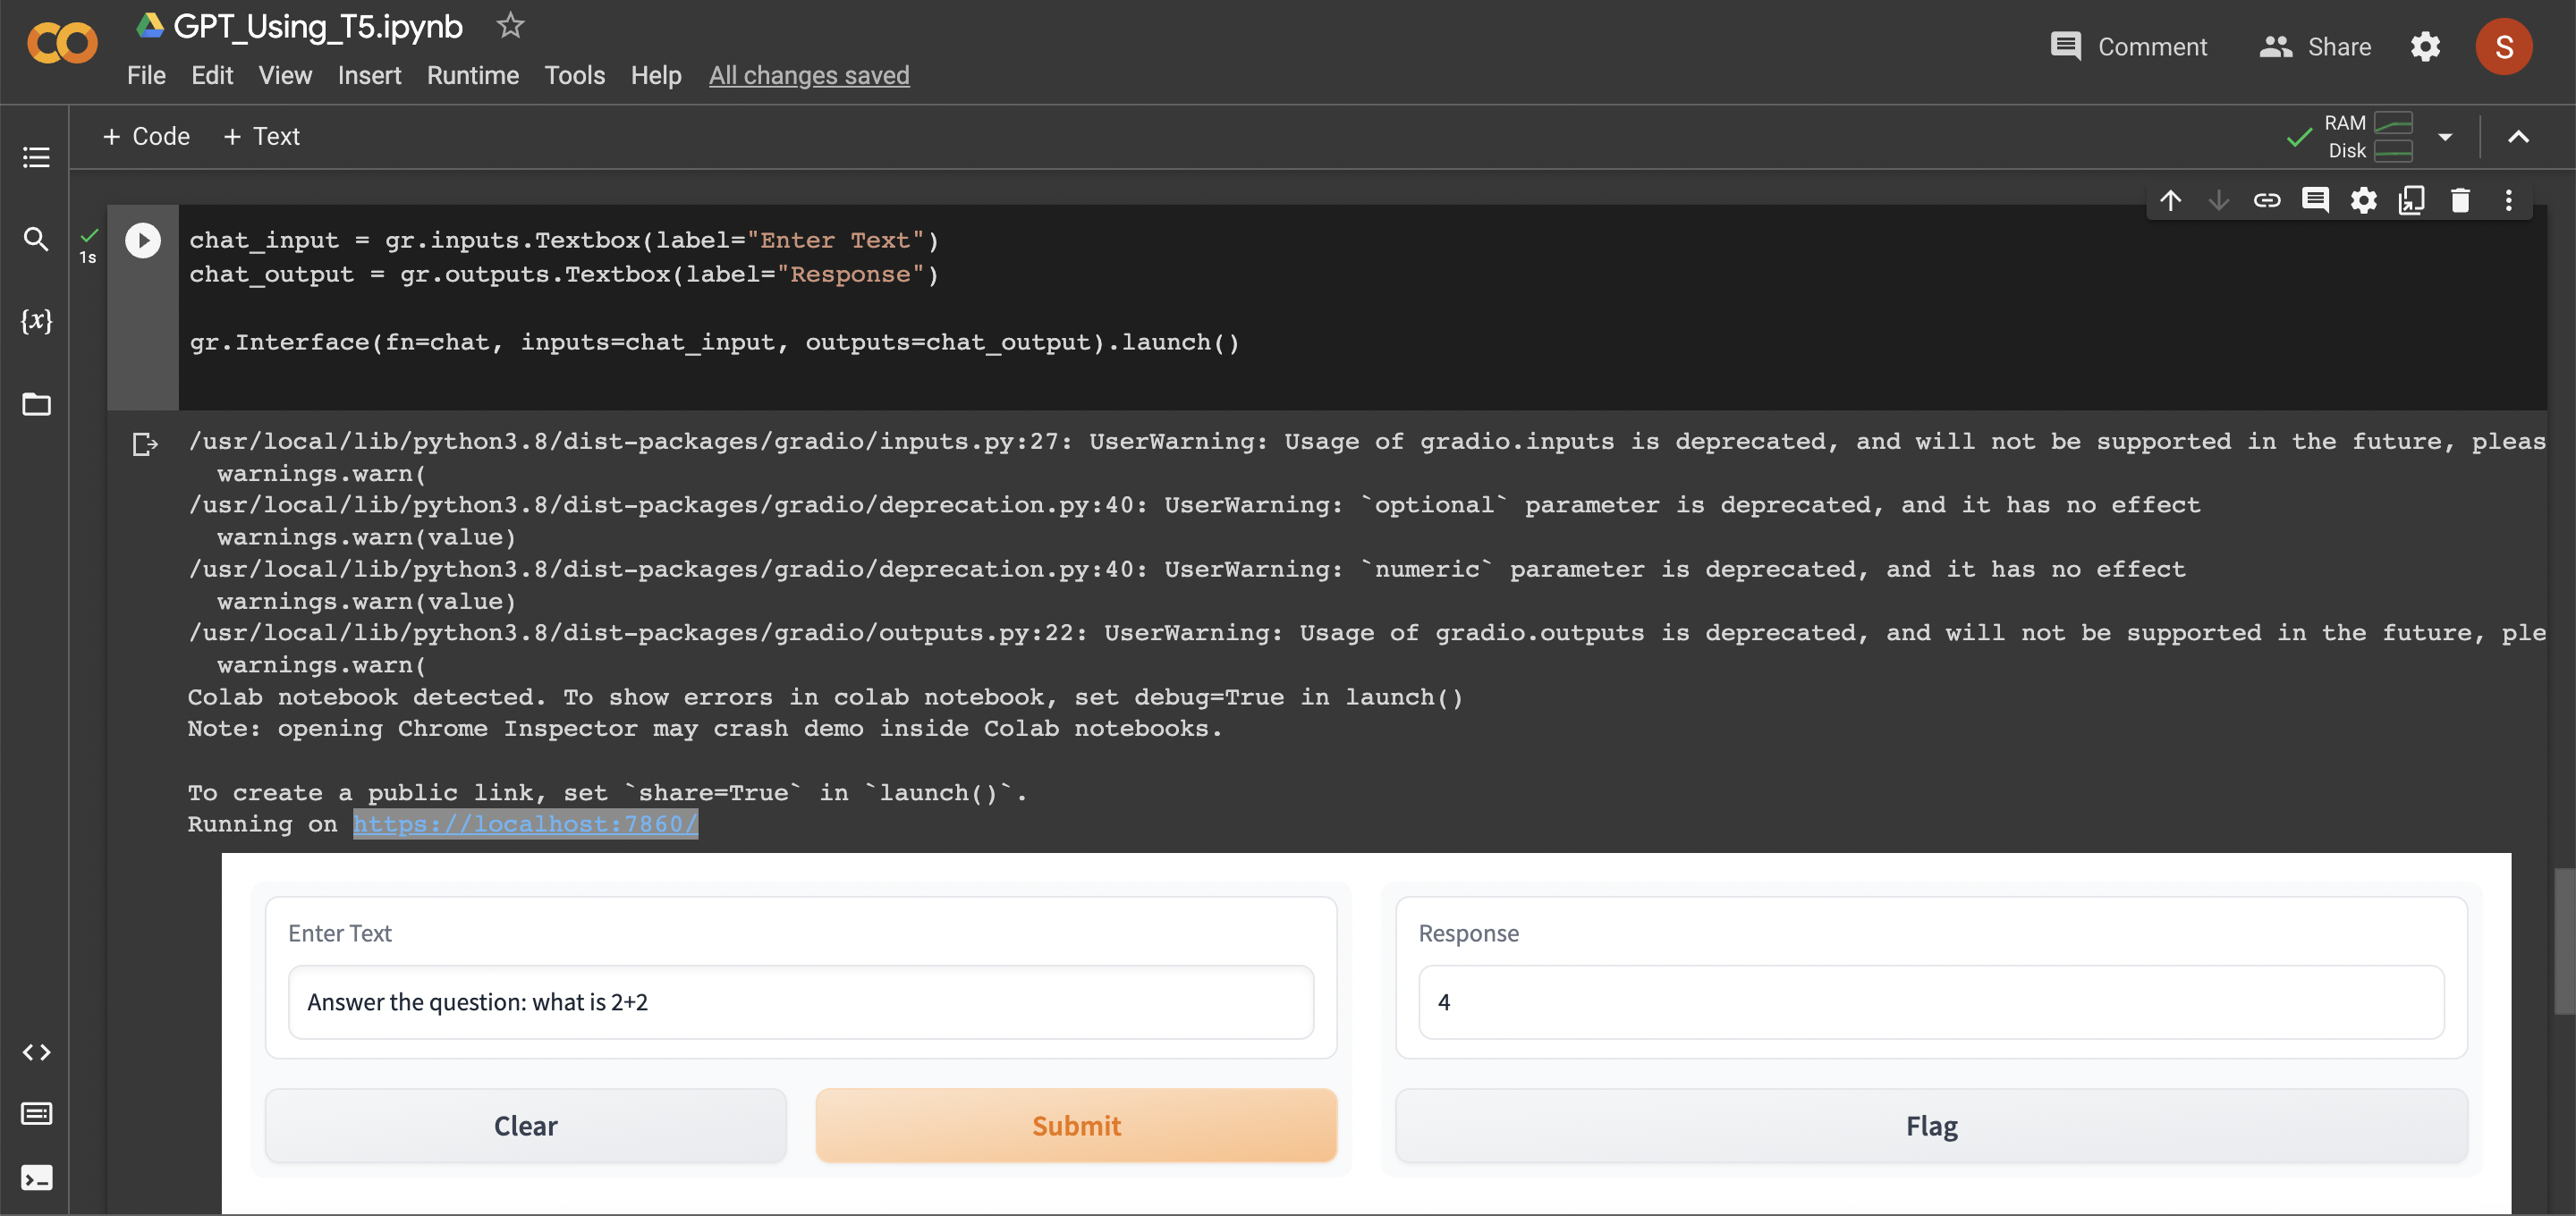 GPT_Using_T5.ipynb
Comment
Share
S
File Edit View Insert Runtime Tools Help All changes saved
+ Code + Text
RAM
Disk
1s
chat_input = gr.inputs.Textbox(label="Enter Text")
chat_output = gr.outputs.Textbox(label="Response")
gr.Interface(fn=chat, inputs=chat_input, outputs=chat_output).launch()
/usr/local/lib/python3.8/dist-packages/gradio/inputs.py:27: UserWarning: Usage of gradio.inputs is deprecated, and will not be supported in the future, pleas
warnings.warn(
/usr/local/lib/python3.8/dist-packages/gradio/deprecation.py:40: UserWarning: `optional` parameter is deprecated, and it has no effect
warnings.warn(value)
/usr/local/lib/python3.8/dist-packages/gradio/deprecation.py:40: UserWarning: `numeric` parameter is deprecated, and it has no effect
warnings.warn(value)
/usr/local/lib/python3.8/dist-packages/gradio/outputs.py:22: UserWarning: Usage of gradio.outputs is deprecated, and will not be supported in the future, ple
warnings.warn(
Colab notebook detected. To show errors in colab notebook, set debug=True in launch()
Note: opening Chrome Inspector may crash demo inside Colab notebooks.
To create a public link, set `share=True` in `launch()`.
Running on https://localhost:7860/
Enter Text
Answer the question: what is 2+2
Clear
Submit
Response
4
Flag